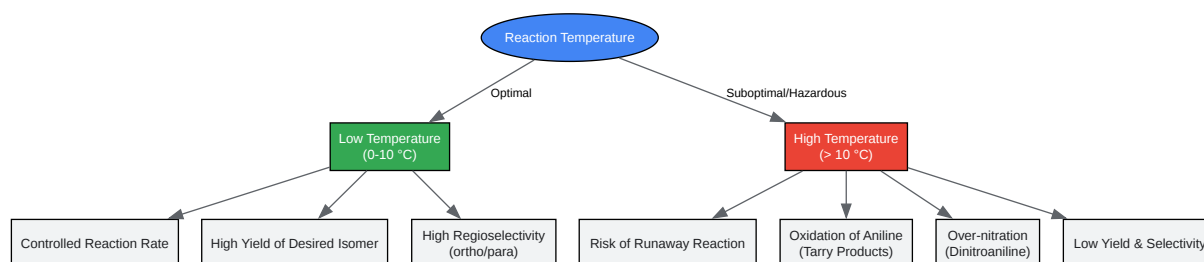 Reaction Temperature
Optimal
Suboptimal/Hazardous
Low Temperature
(0-10 °C)
High Temperature
(> 10 °C)
Controlled Reaction Rate
High Yield of Desired Isomer
High Regioselectivity
(ortho/para)
Risk of Runaway Reaction
Oxidation of Aniline
(Tarry Products)
Over-nitration
(Dinitroaniline)
Low Yield & Selectivity